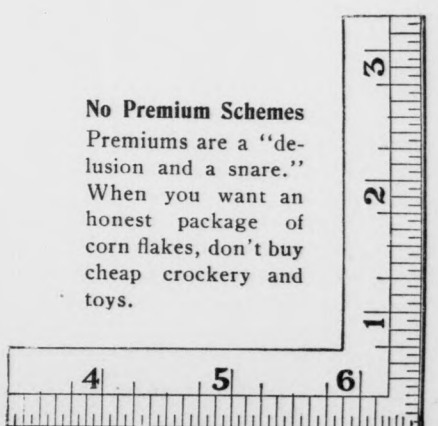 No Premium Schemes
Premiums are a "de-
lusion and a snare."
When you want an
honest package of
corn flakes, don't buy
cheap crockery and
toys.
3
2
1
4 5 6